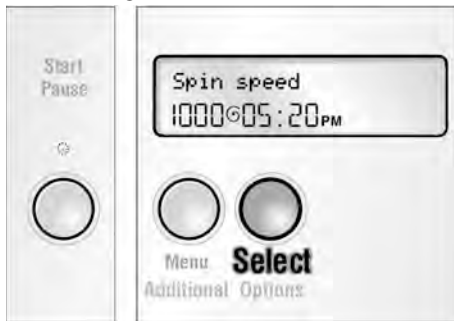 Start
Pause
Spin speed
1000 05:20PM
Menu Select
Additional Options